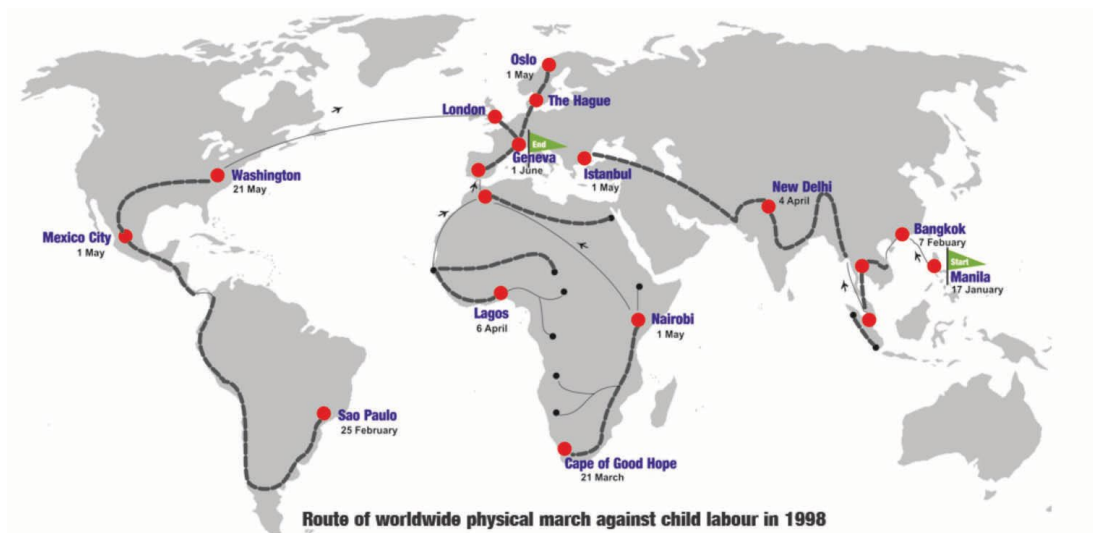 Oslo
1 May
The Hague
London
End
Geneva
1 June
Istanbul
1 May
Washington
21 May
New Delhi
4 April
Mexico City
1 May
Bangkok
7 Febuary
Start
Manila
17 January
Lagos
6 April
Nairobi
1 May
Sao Paulo
25 February
Cape of Good Hope
21 March
Route of worldwide physical march against child labour in 1998